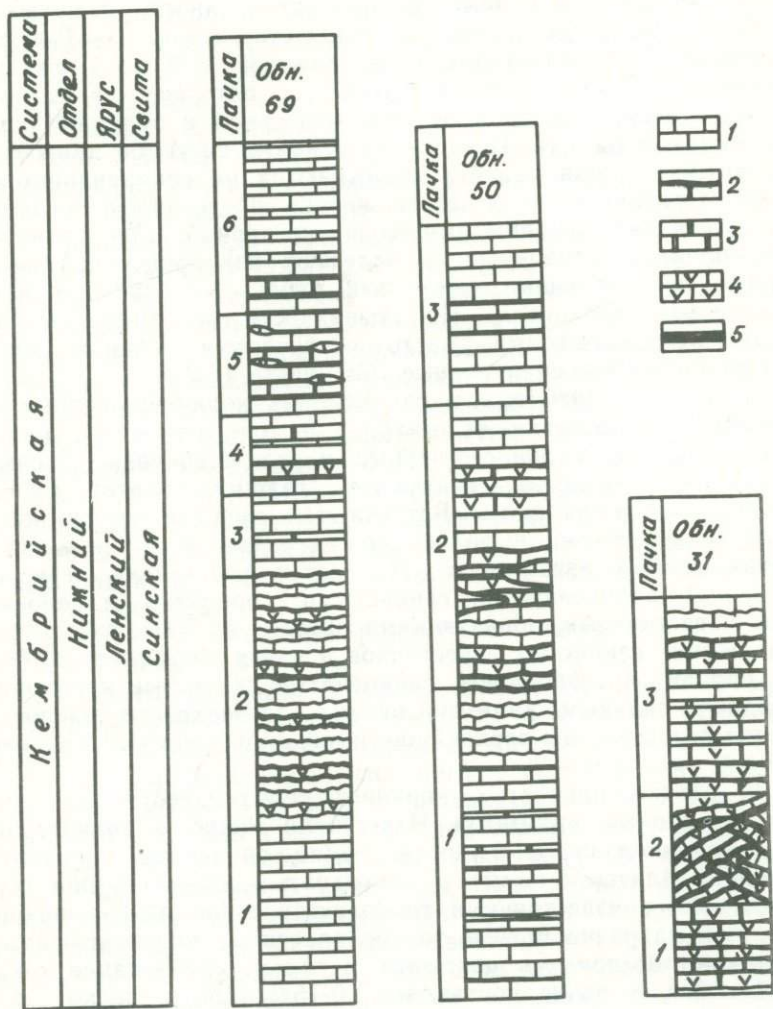 Система
Отдел
Ярус
Свита
Кембрийская
Нижний
Ленский
Синская
Пачка
Обн.
69
6
5
4
3
2
1
Пачка
Обн.
50
3
2
1
1
2
3
4
5
Пачка
Обн.
31
3
2
1